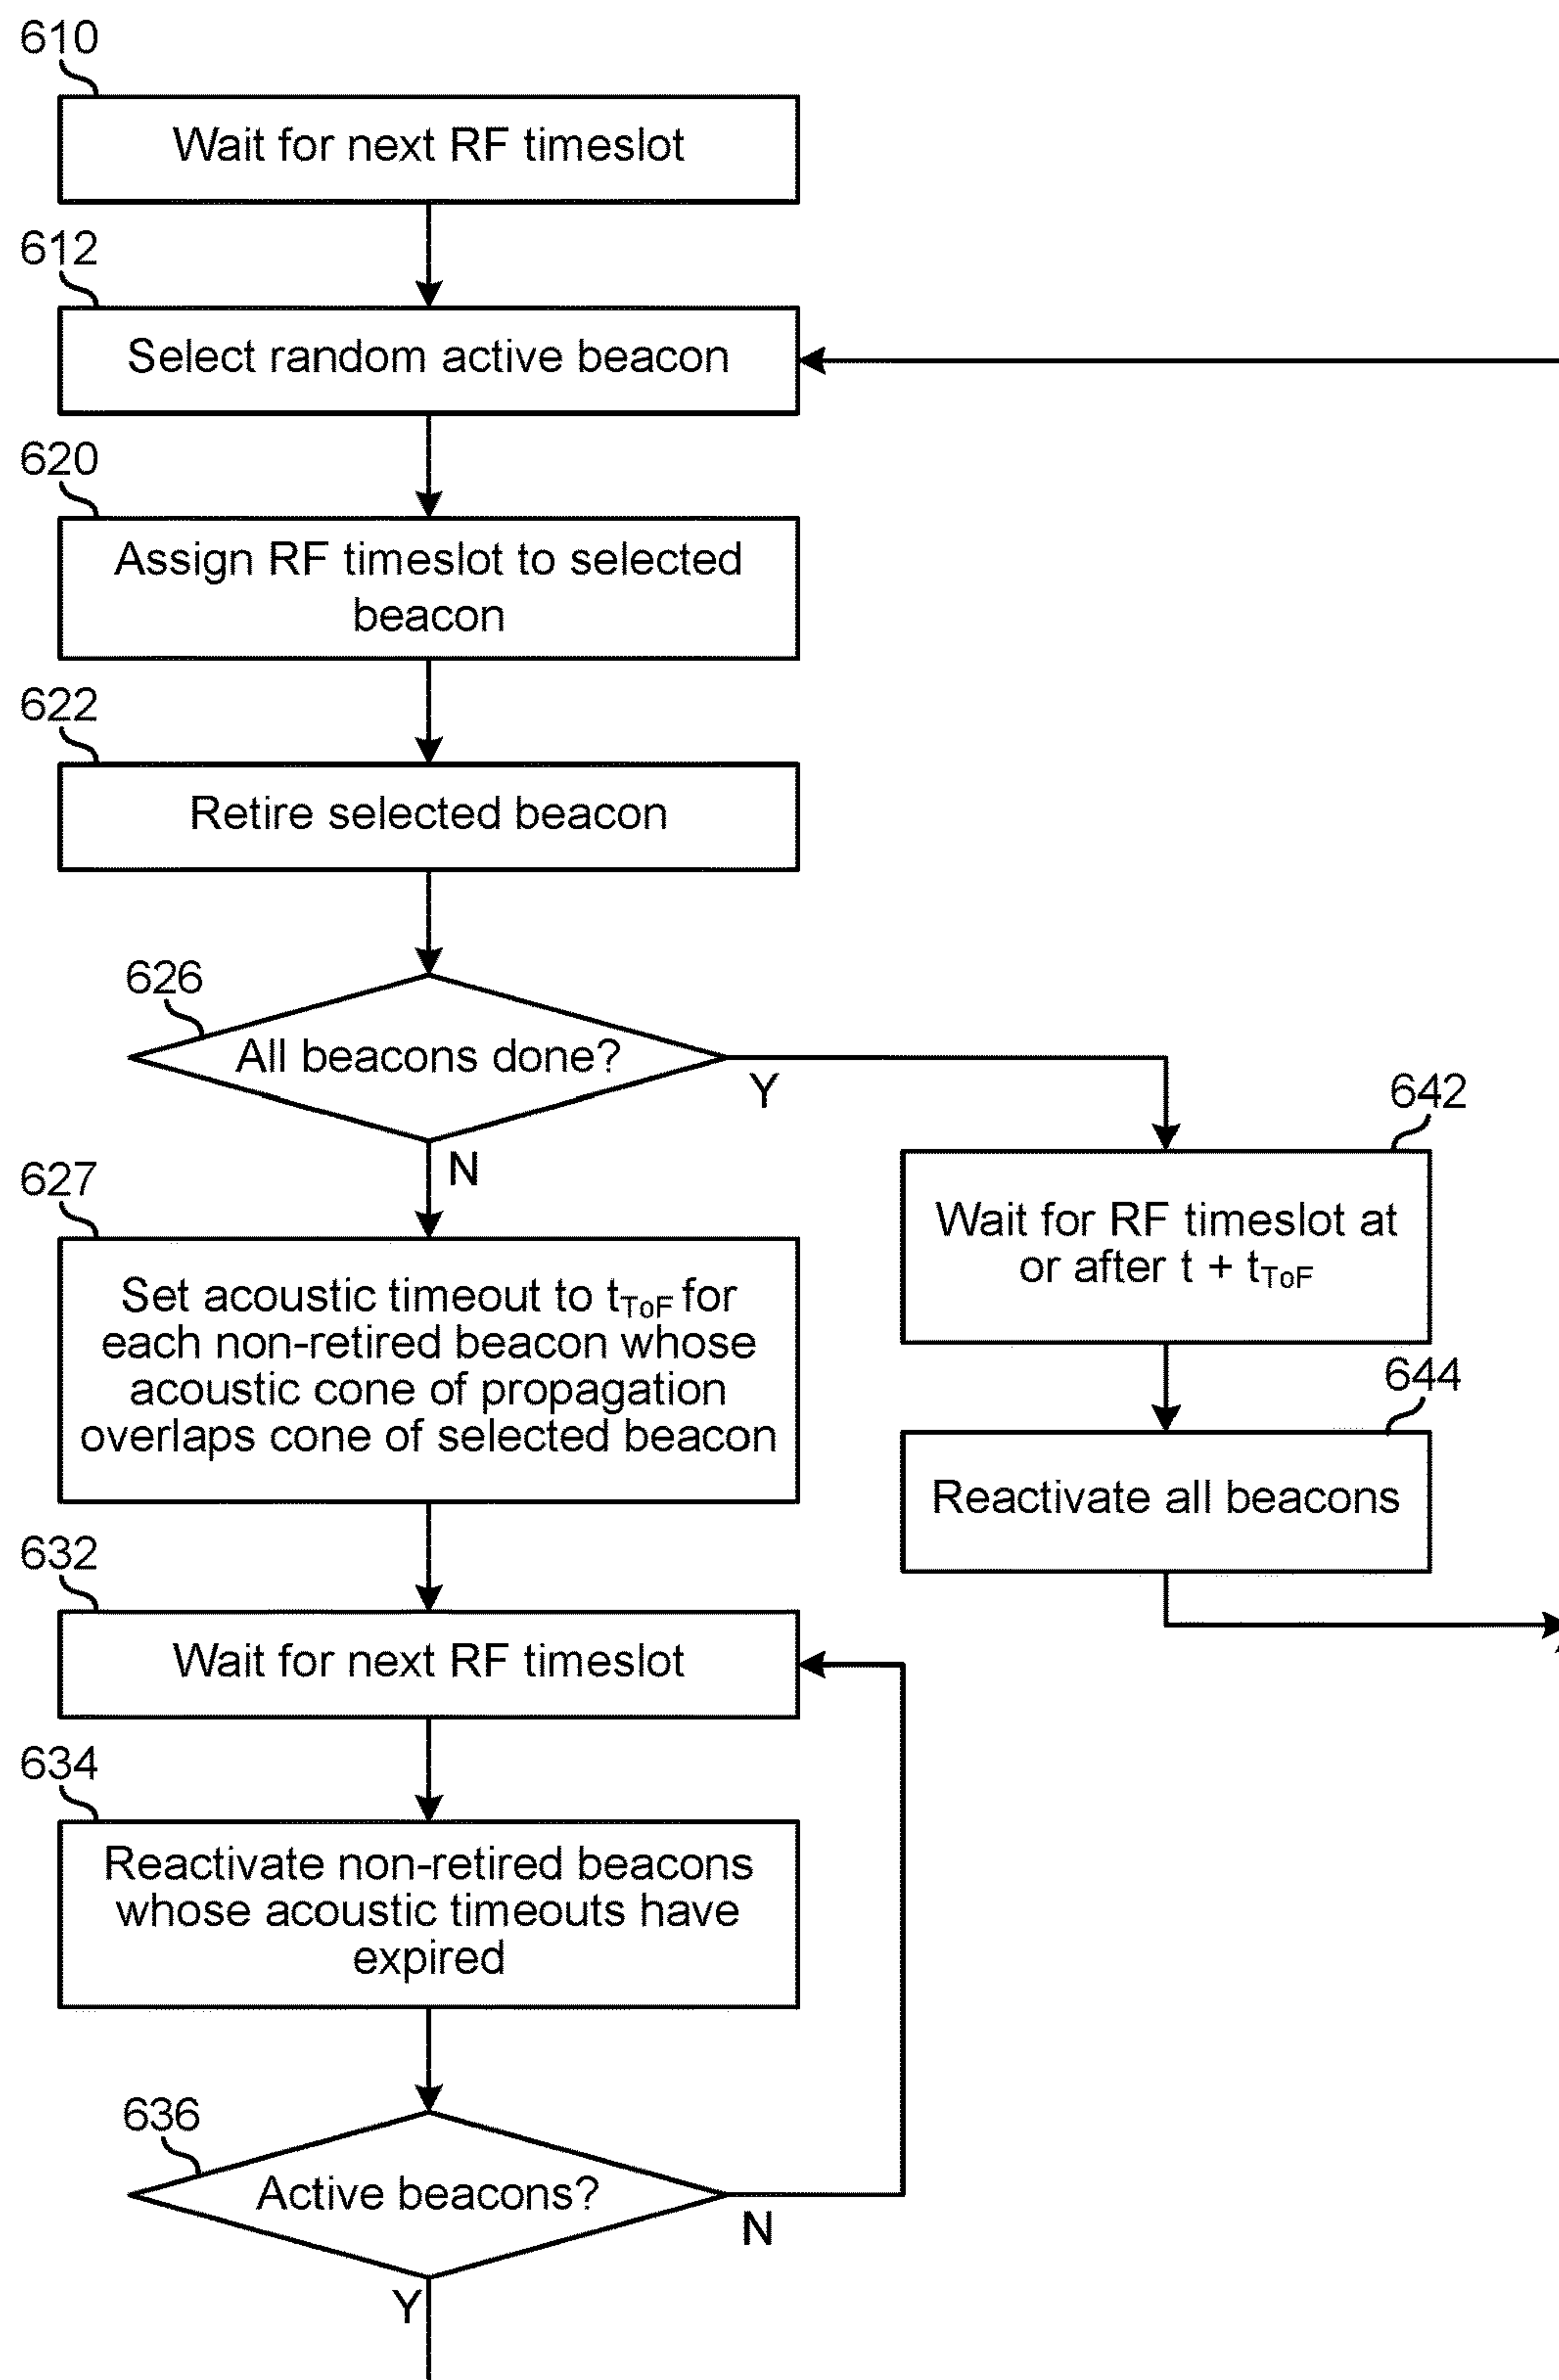 610
Wait for next RF timeslot
612
Select random active beacon
620
Assign RF timeslot to selected
beacon
622
Retire selected beacon
626
All beacons done?
Y
N
642
Wait for RF timeslot at
or after t + tToF
644
Reactivate all beacons
627
Set acoustic timeout to tToF for
each non-retired beacon whose
acoustic cone of propagation
overlaps cone of selected beacon
632
Wait for next RF timeslot
634
Reactivate non-retired beacons
whose acoustic timeouts have
expired
636
Active beacons?
N
Y